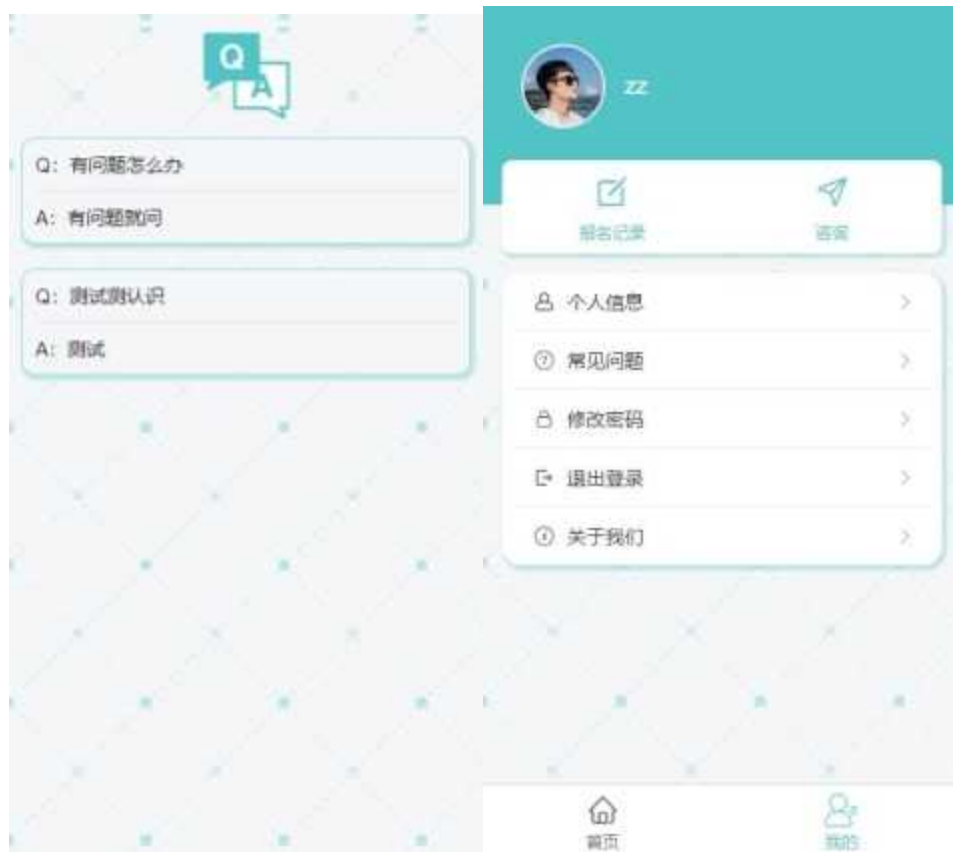 Q
A
Q: 有问题怎么办
A: 有问题就问
Q: 测试测认识
A: 测试
zz
报名记录
咨询
个人信息
常见问题
修改密码
退出登录
关于我们
首页
我的